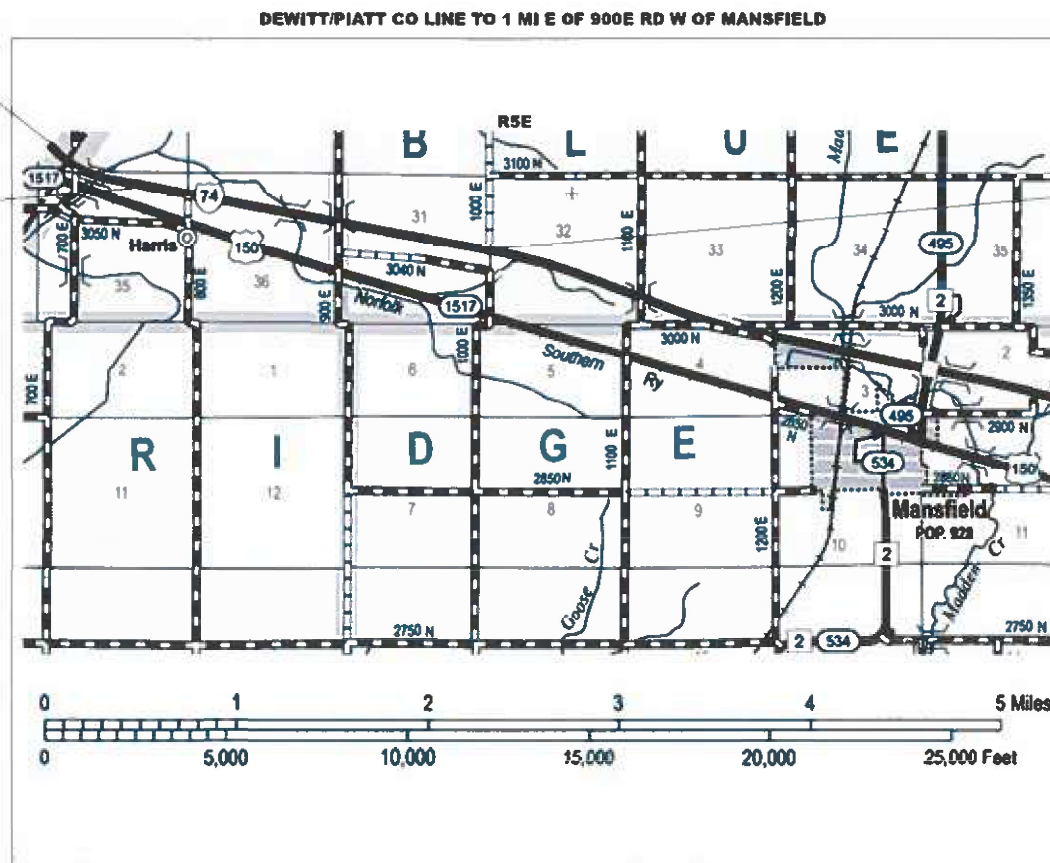 DEWITT/PIATT CO LINE TO 1 MI E OF 900E RD W OF MANSFIELD
R5E
B L U E
3100 N
Mad
1517
74
1000 E
31
32
1100 E
33
34
495
35
700 E
3050 N
Harris
150
3040 N
1200 E
1350 E
35
800 E
36
900 E
Norfolk
1517
2
3000 N
1000 E
Southern
3000 N
Ry
700 E
2
1
6
5
4
3
2
495
2850 N
2900 N
R I D G E
1100 E
534
150
2850 N
2850N
11
12
7
8
9
Mansfield
POP. 929
1200 E
10
11
2
Goose Cr
Madden Cr
2750 N
2
534
2750 N
0 1 2 3 4 5 Miles
0 5,000 10,000 15,000 20,000 25,000 Feet